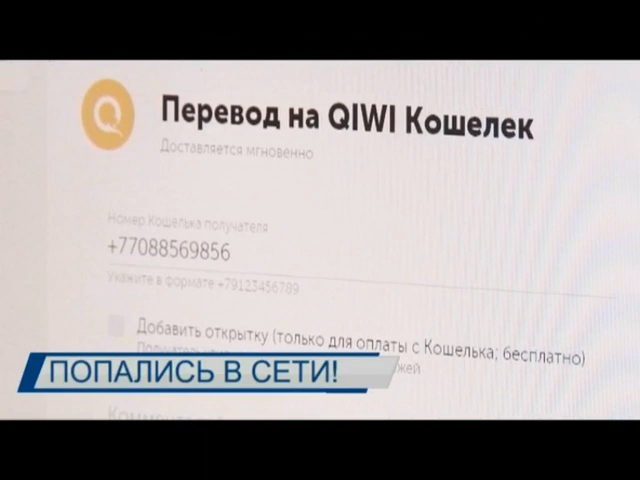 Перевод на QIWI Кошелек
Доставляется мгновенно
Номер Кошелька получателя
+77088569856
Укажите в формате +79123456789
Добавить открытку (только для оплаты с Кошелька; бесплатно)
ПОПАЛИСЬ В СЕТИ!